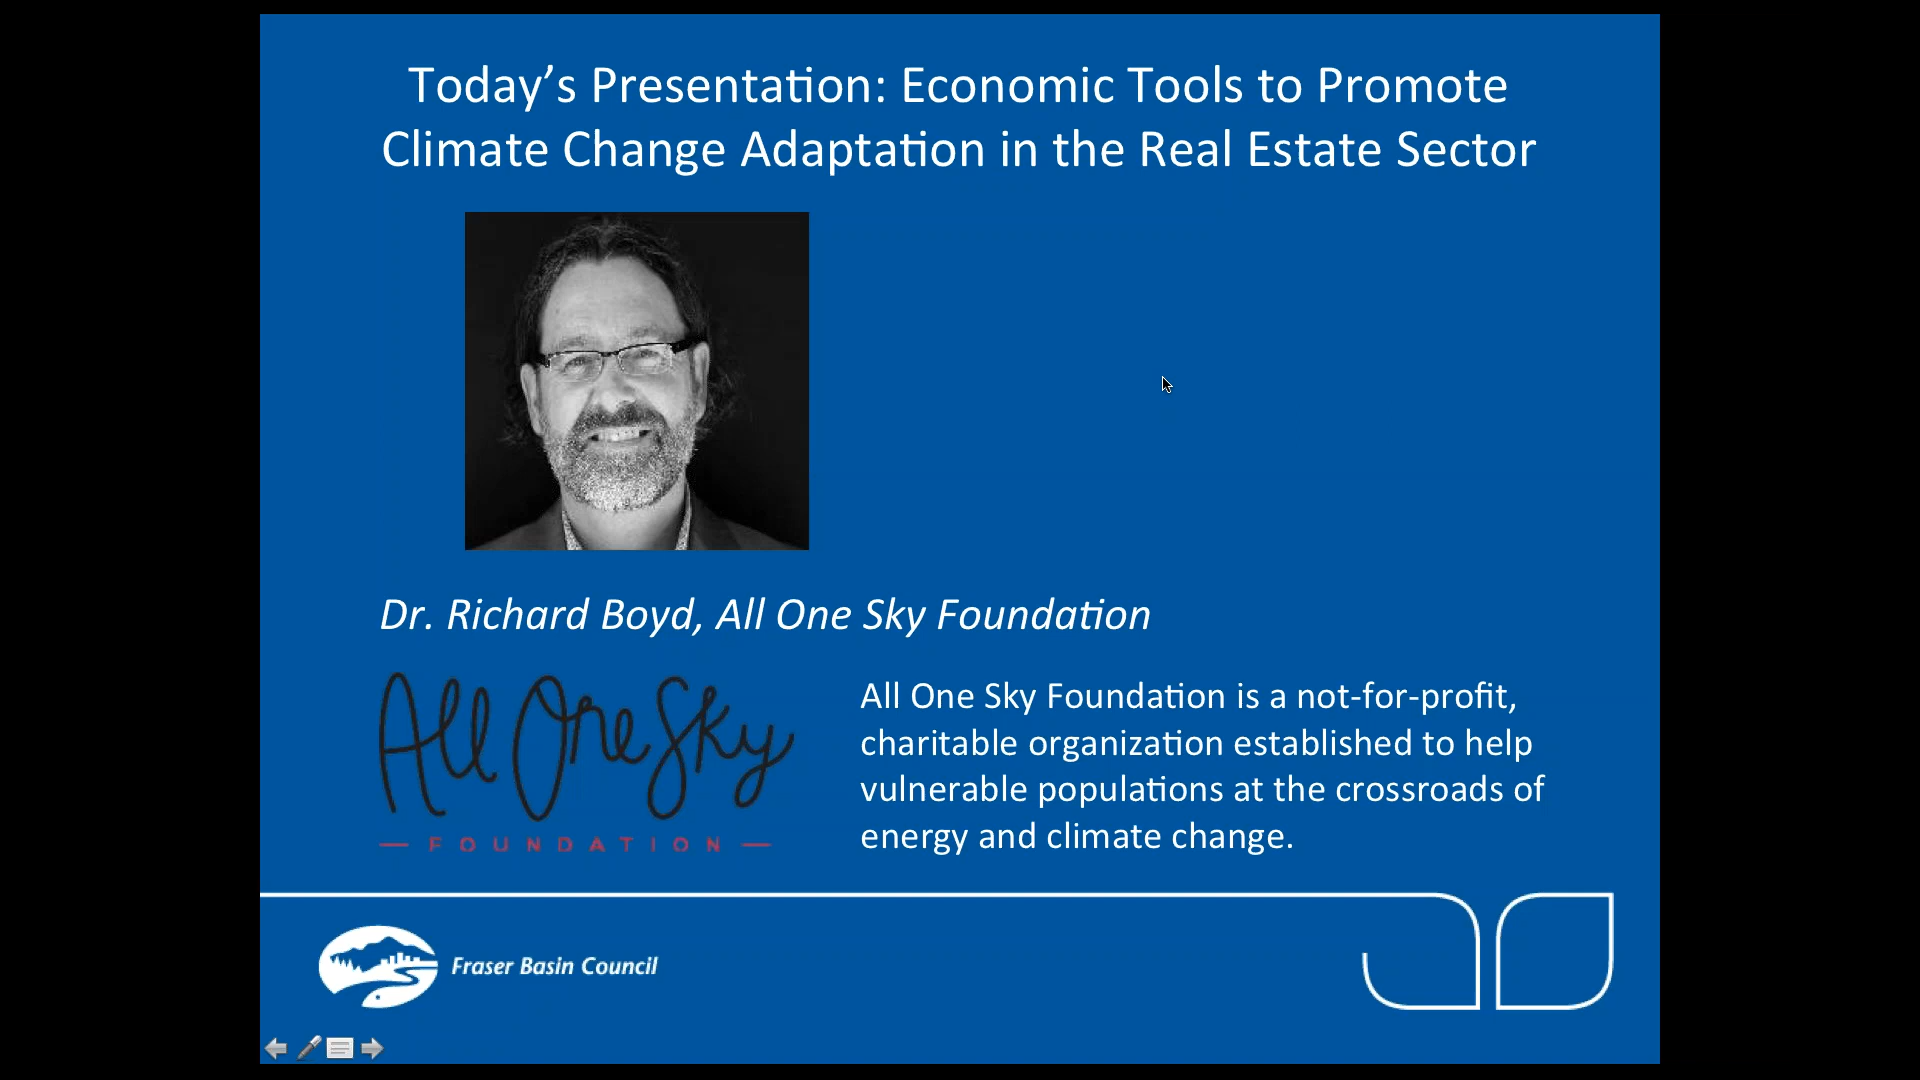 Today’s Presentation: Economic Tools to Promote
Climate Change Adaptation in the Real Estate Sector
Dr. Richard Boyd, All One Sky Foundation
All One Sky
FOUNDATION
All One Sky Foundation is a not-for-profit,
charitable organization established to help
vulnerable populations at the crossroads of
energy and climate change.
Fraser Basin Council